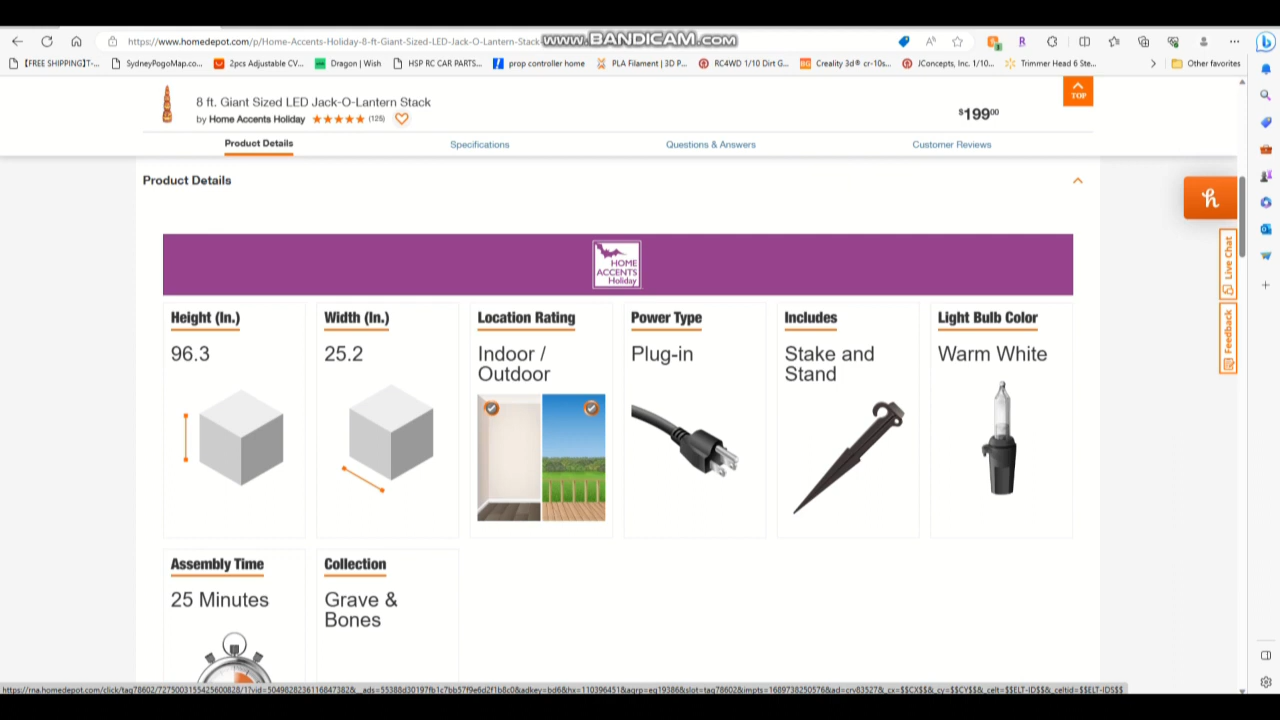 https://www.homedepot.com/p/Home-Accents-Holiday-8-ft-Giant-Sized-LED-Jack-O-Lantern-Stack
www.BANDICAM.com
【FREE SHIPPING】T-...
SydneyPogoMap.co...
2pcs Adjustable CV...
Dragon | Wish
HSP RC CAR PARTS...
prop controller home
PLA Filament | 3D P...
RC4WD 1/10 Dirt G...
Creality 3d® cr-10s...
JConcepts, Inc. 1/10...
Trimmer Head 6 Ste...
Other favorites
8 ft. Giant Sized LED Jack-O-Lantern Stack
by Home Accents Holiday
(125)
$199⁰⁰
TOP
Product Details
Specifications
Questions & Answers
Customer Reviews
Product Details
Live Chat
Feedback
HOME
ACCENTS
Holiday
Height (In.)
96.3
Width (In.)
25.2
Location Rating
Indoor /
Outdoor
Power Type
Plug-in
Includes
Stake and
Stand
Light Bulb Color
Warm White
Assembly Time
25 Minutes
Collection
Grave &
Bones